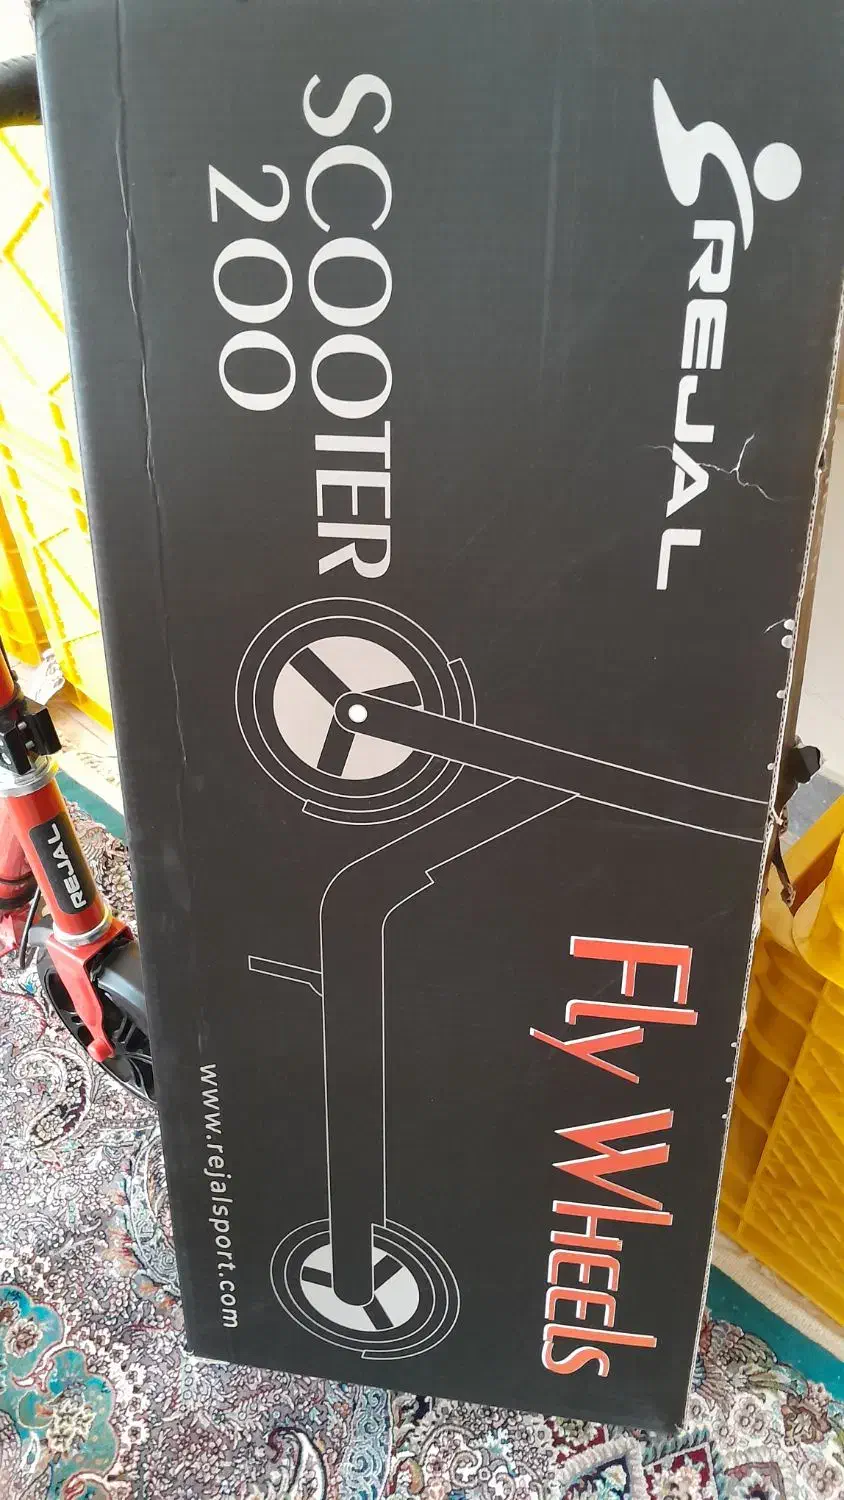 REJAL
SCOOTER
200
Fly Wheels
www.rejalsport.com
REJAL